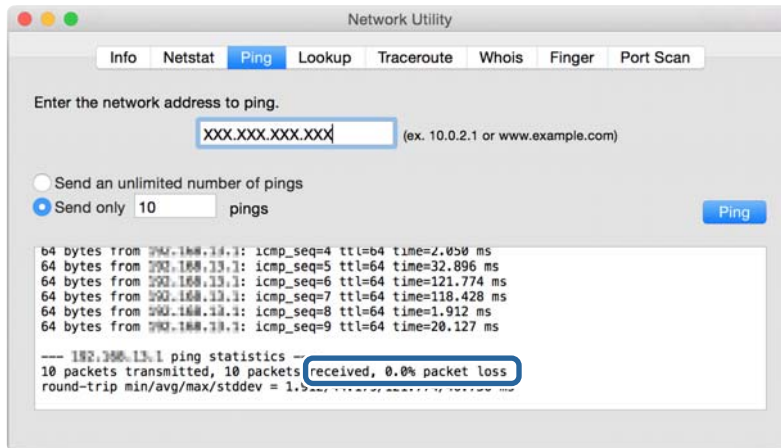 Network Utility
Info Netstat Ping Lookup Traceroute Whois Finger Port Scan
Enter the network address to ping.
XXX.XXX.XXX.XXX (ex. 10.0.2.1 or www.example.com)
Send an unlimited number of pings
Send only 10 pings Ping
64 bytes from : icmp_seq=4 ttl=64 time=2.050 ms
64 bytes from : icmp_seq=5 ttl=64 time=32.896 ms
64 bytes from : icmp_seq=6 ttl=64 time=121.774 ms
64 bytes from : icmp_seq=7 ttl=64 time=118.428 ms
64 bytes from : icmp_seq=8 ttl=64 time=1.912 ms
64 bytes from : icmp_seq=9 ttl=64 time=20.127 ms
--- ping statistics --
10 packets transmitted, 10 packets received, 0.0% packet loss
round-trip min/avg/max/stddev = ms